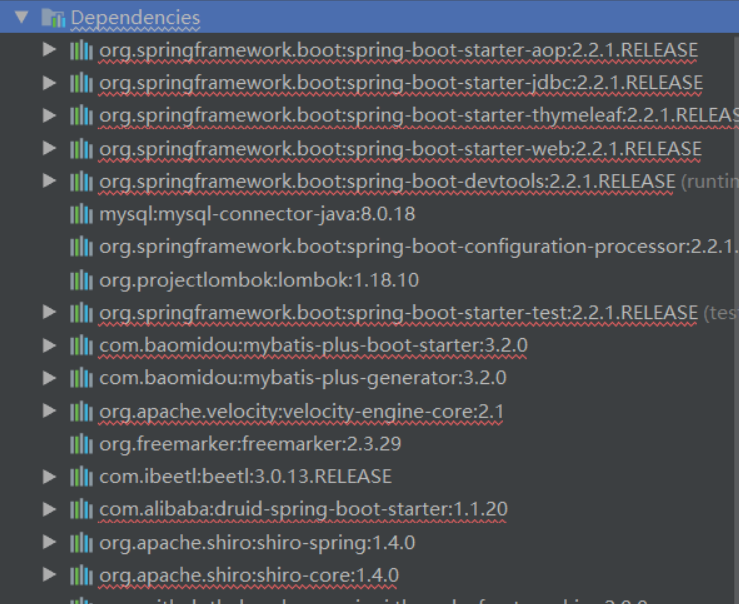 Dependencies
org.springframework.boot:spring-boot-starter-aop:2.2.1.RELEASE
org.springframework.boot:spring-boot-starter-jdbc:2.2.1.RELEASE
org.springframework.boot:spring-boot-starter-thymeleaf:2.2.1.RELEAS
org.springframework.boot:spring-boot-starter-web:2.2.1.RELEASE
org.springframework.boot:spring-boot-devtools:2.2.1.RELEASE (runtin
mysql:mysql-connector-java:8.0.18
org.springframework.boot:spring-boot-configuration-processor:2.2.1.
org.projectlombok:lombok:1.18.10
org.springframework.boot:spring-boot-starter-test:2.2.1.RELEASE (tes
com.baomidou:mybatis-plus-boot-starter:3.2.0
com.baomidou:mybatis-plus-generator:3.2.0
org.apache.velocity:velocity-engine-core:2.1
org.freemarker:freemarker:2.3.29
com.ibeetl:beetl:3.0.13.RELEASE
com.alibaba:druid-spring-boot-starter:1.1.20
org.apache.shiro:shiro-spring:1.4.0
org.apache.shiro:shiro-core:1.4.0